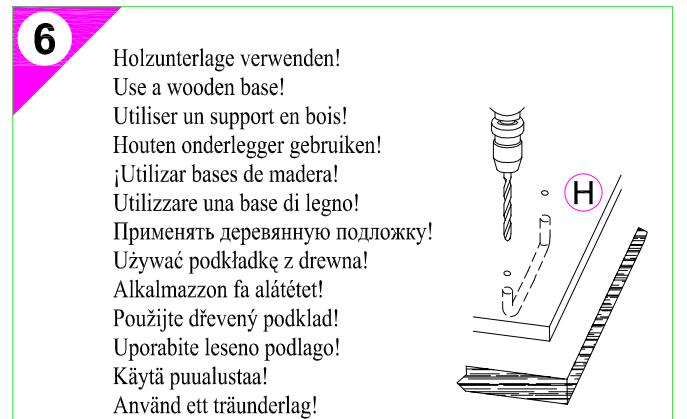 6
Holzunterlage verwenden!
Use a wooden base!
Utiliser un support en bois!
Houten onderlegger gebruiken!
¡Utilizar bases de madera!
Utilizzare una base di legno!
Применять деревянную подложку!
Używać podkładkę z drewna!
Alkalmazzon fa alátétet!
Použijte dřevený podklad!
Uporabite leseno podlago!
Käytä puualustaa!
Använd ett träunderlag!
H